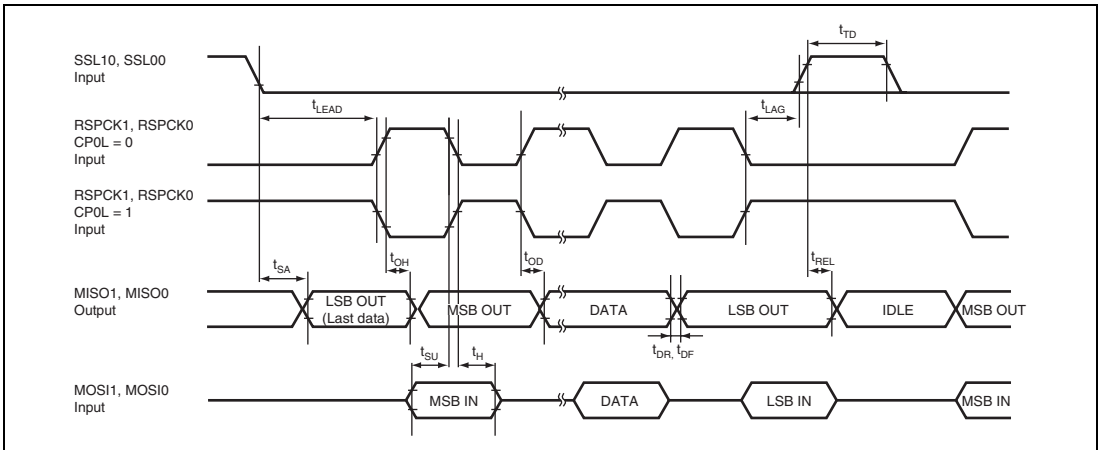 SSL10, SSL00
Input
tTD
tLEAD
tLAG
RSPCK1, RSPCK0
CP0L = 0
Input
RSPCK1, RSPCK0
CP0L = 1
Input
tSA
tOH
tOD
tREL
MISO1, MISO0
Output
LSB OUT
(Last data)
MSB OUT
DATA
LSB OUT
IDLE
MSB OUT
tSU
tH
tDR, tDF
MOSI1, MOSI0
Input
MSB IN
DATA
LSB IN
MSB IN